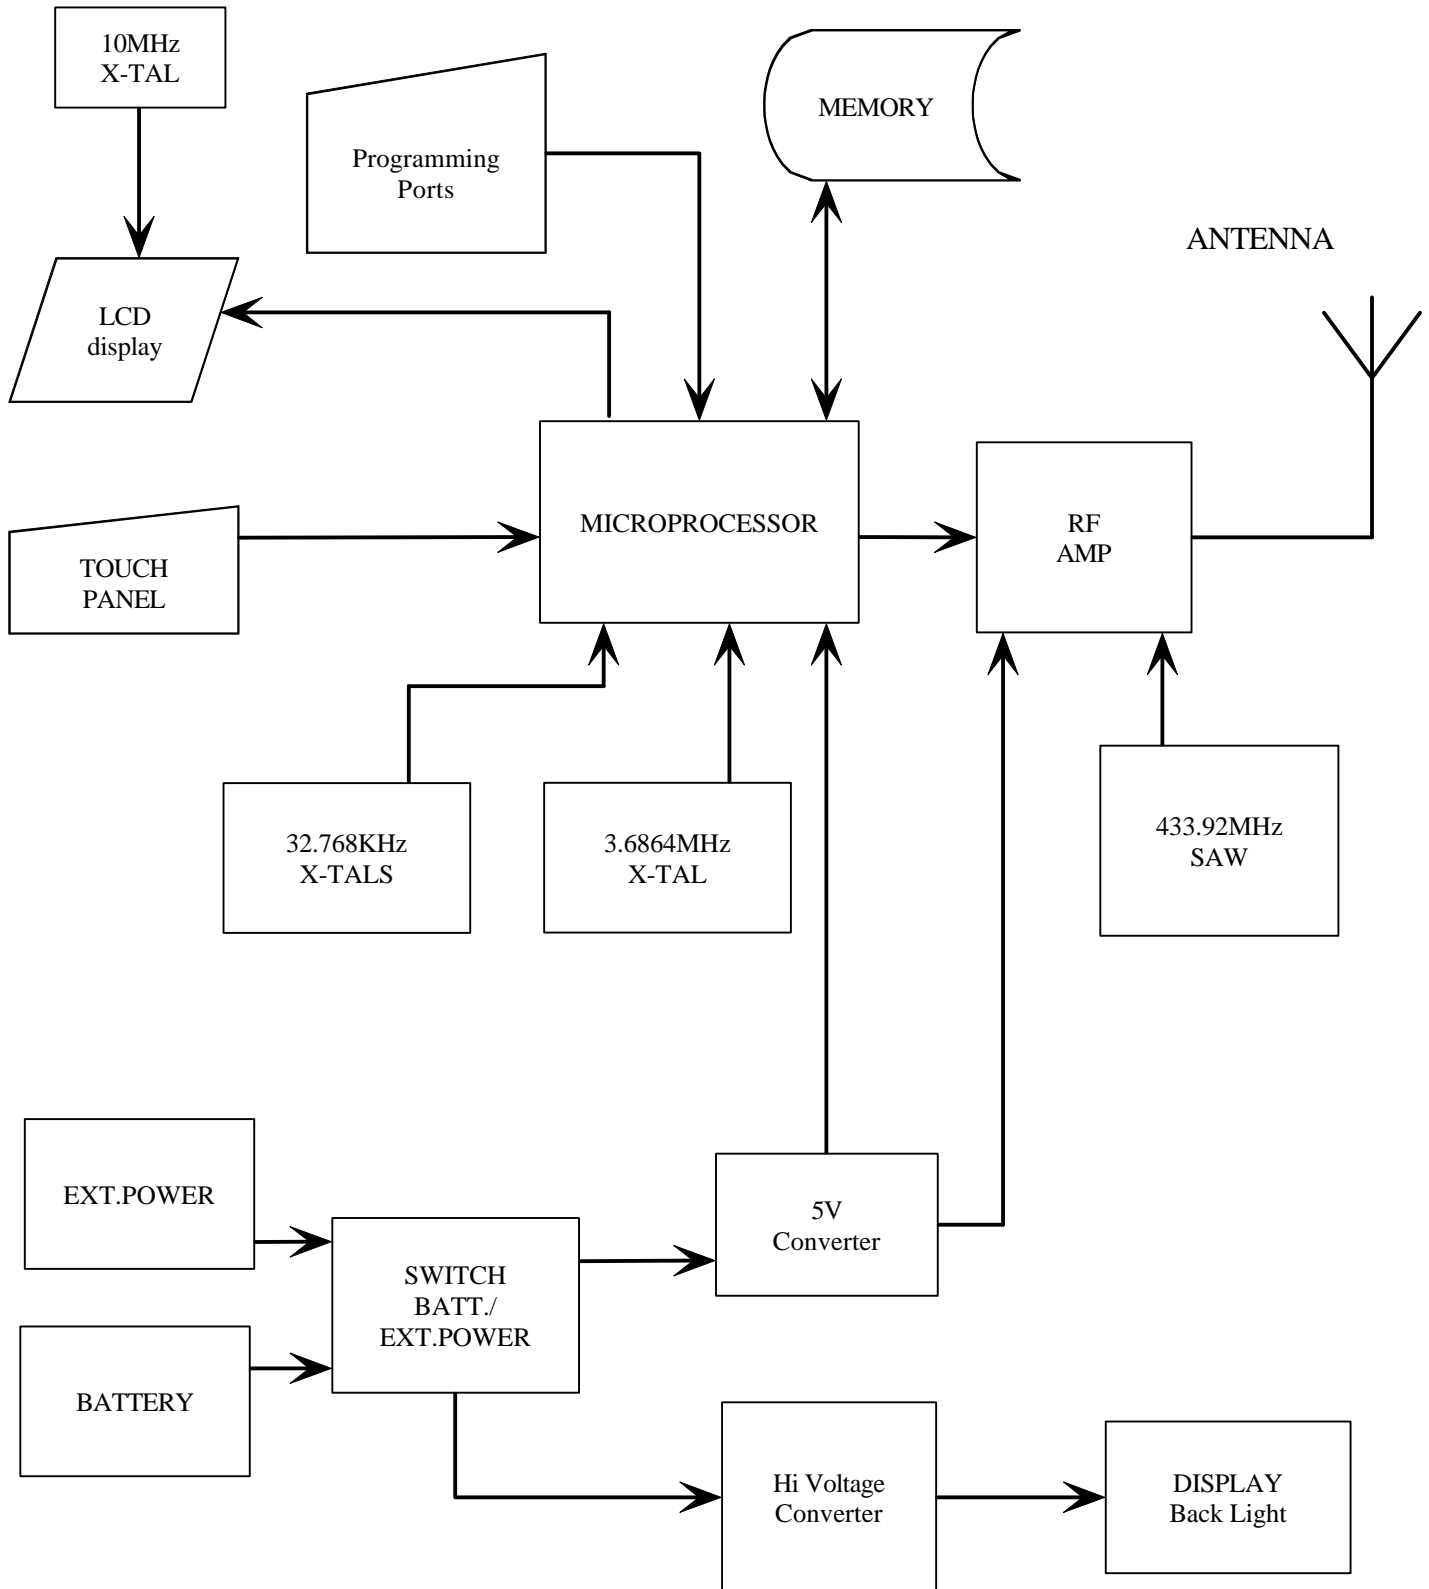 10MHz
X-TAL
Programming
Ports
MEMORY
ANTENNA
LCD
display
MICROPROCESSOR
RF
AMP
TOUCH
PANEL
32.768KHz
X-TALS
3.6864MHz
X-TAL
433.92MHz
SAW
EXT.POWER
5V
Converter
SWITCH
BATT./
EXT.POWER
BATTERY
Hi Voltage
Converter
DISPLAY
Back Light